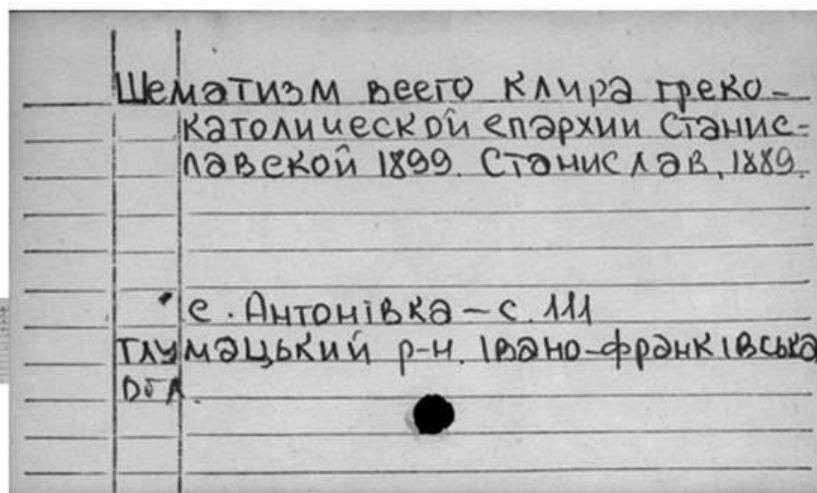 Шематизм всего клира греко-
католической епархии Станис-
лавской 1899. Станислав, 1889.
с. Антонівка – с. 111
Тлумацький р-н. Івано-франківська
обл.